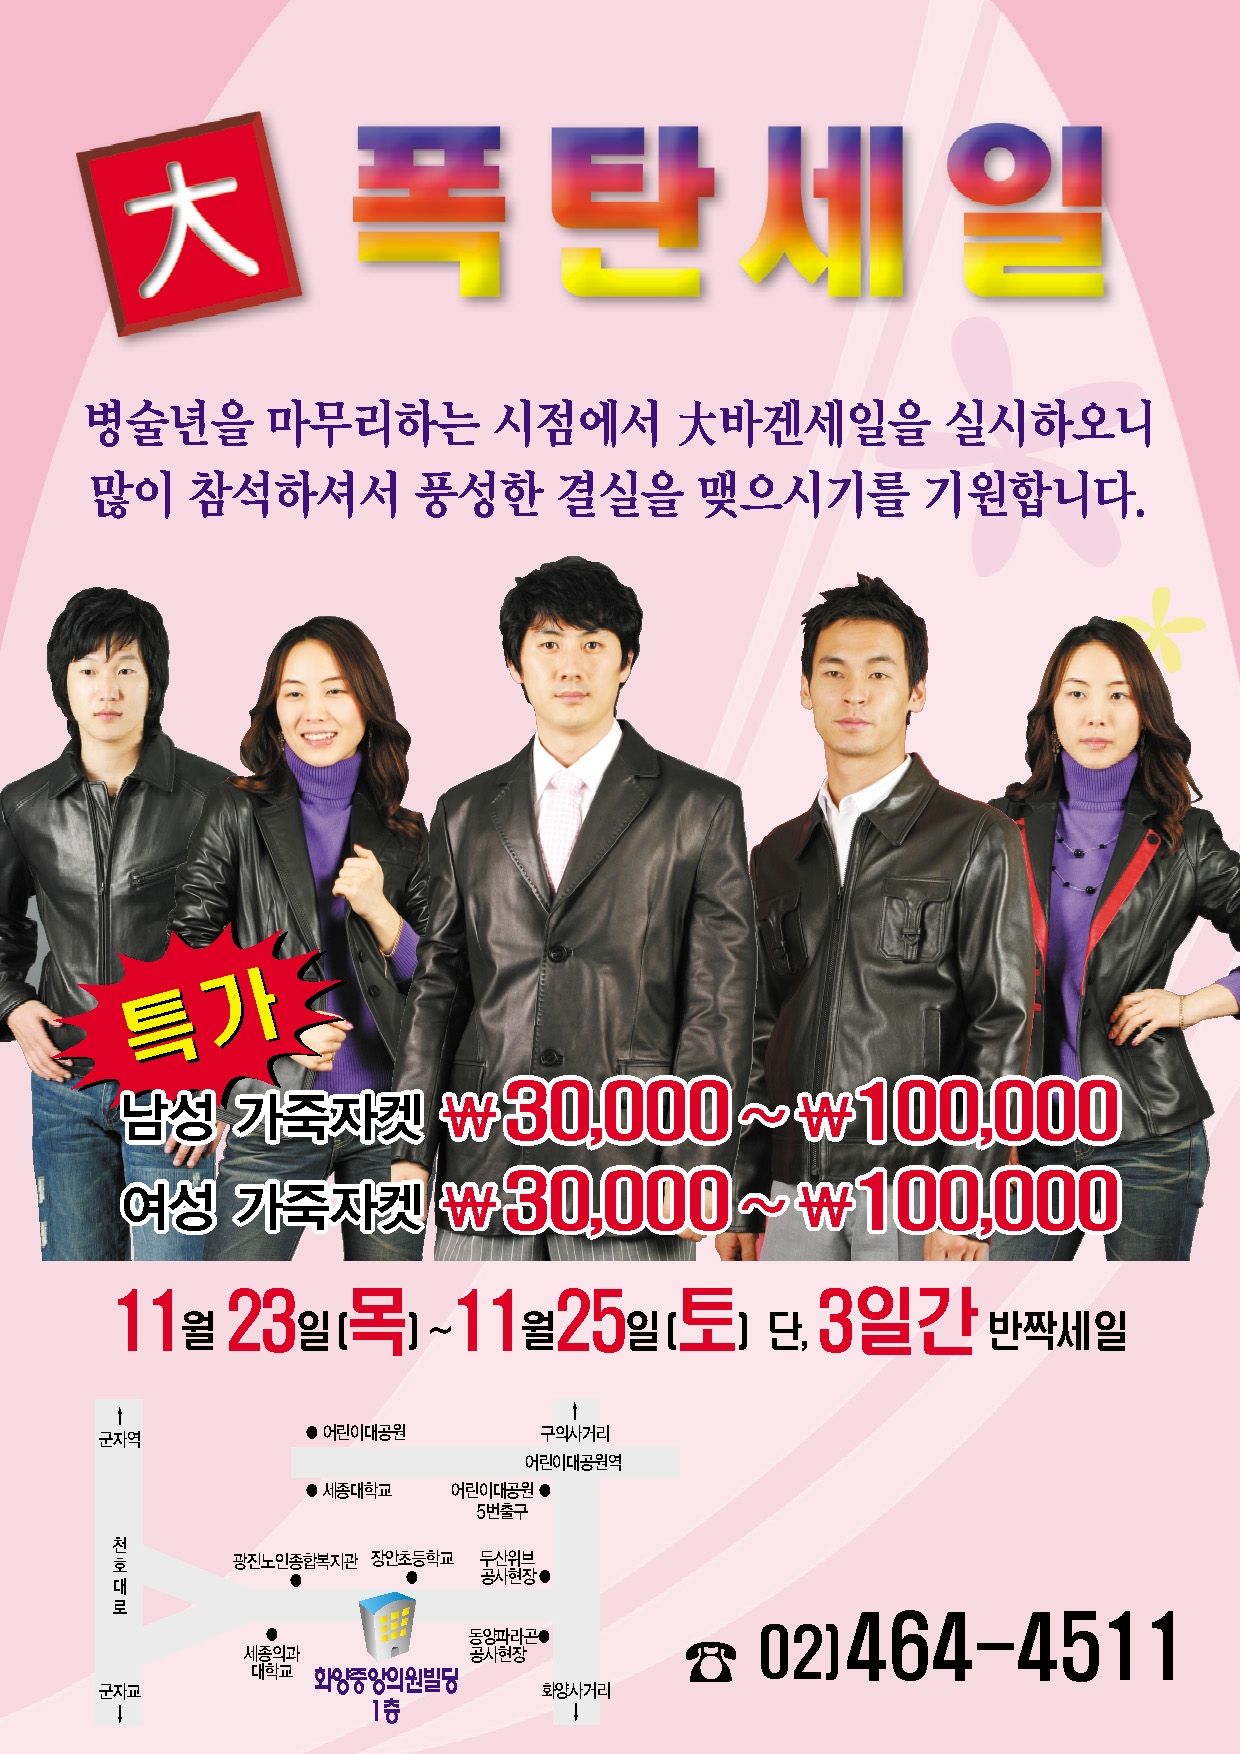 大 폭탄세일
병술년을 마무리하는 시점에서 大바겐세일을 실시하오니
많이 참석하셔서 풍성한 결실을 맺으시기를 기원합니다.
특가
남성 가죽자켓 ₩30,000~₩100,000
여성 가죽자켓 ₩30,000~₩100,000
11월 23일(목) ~11월25일(토) 단, 3일간 반짝세일
↑
군자역
천
호
대
로
군자교
↓
어린이대공원
↑
구의사거리
어린이대공원역
세종대학교
어린이대공원
5번출구
광진노인종합복지관
장안초등학교
두산위브
공사현장
세종의과
대학교
동양파라곤
공사현장
화양중앙의원빌딩
1층
화양사거리
↓
☎ 02)464-4511